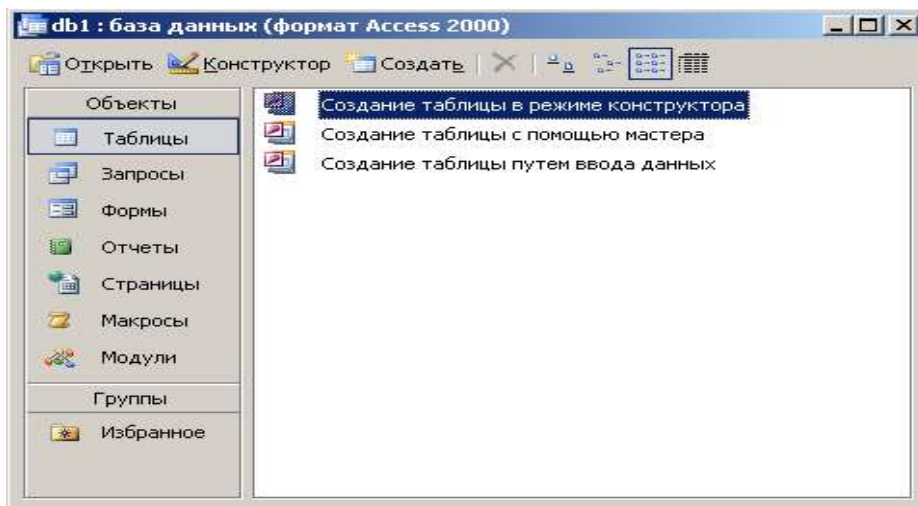 db1 : база данных (формат Access 2000)
Открыть Конструктор Создать
Объекты
Таблицы
Запросы
Формы
Отчеты
Страницы
Макросы
Модули
Группы
Избранное
Создание таблицы в режиме конструктора
Создание таблицы с помощью мастера
Создание таблицы путем ввода данных